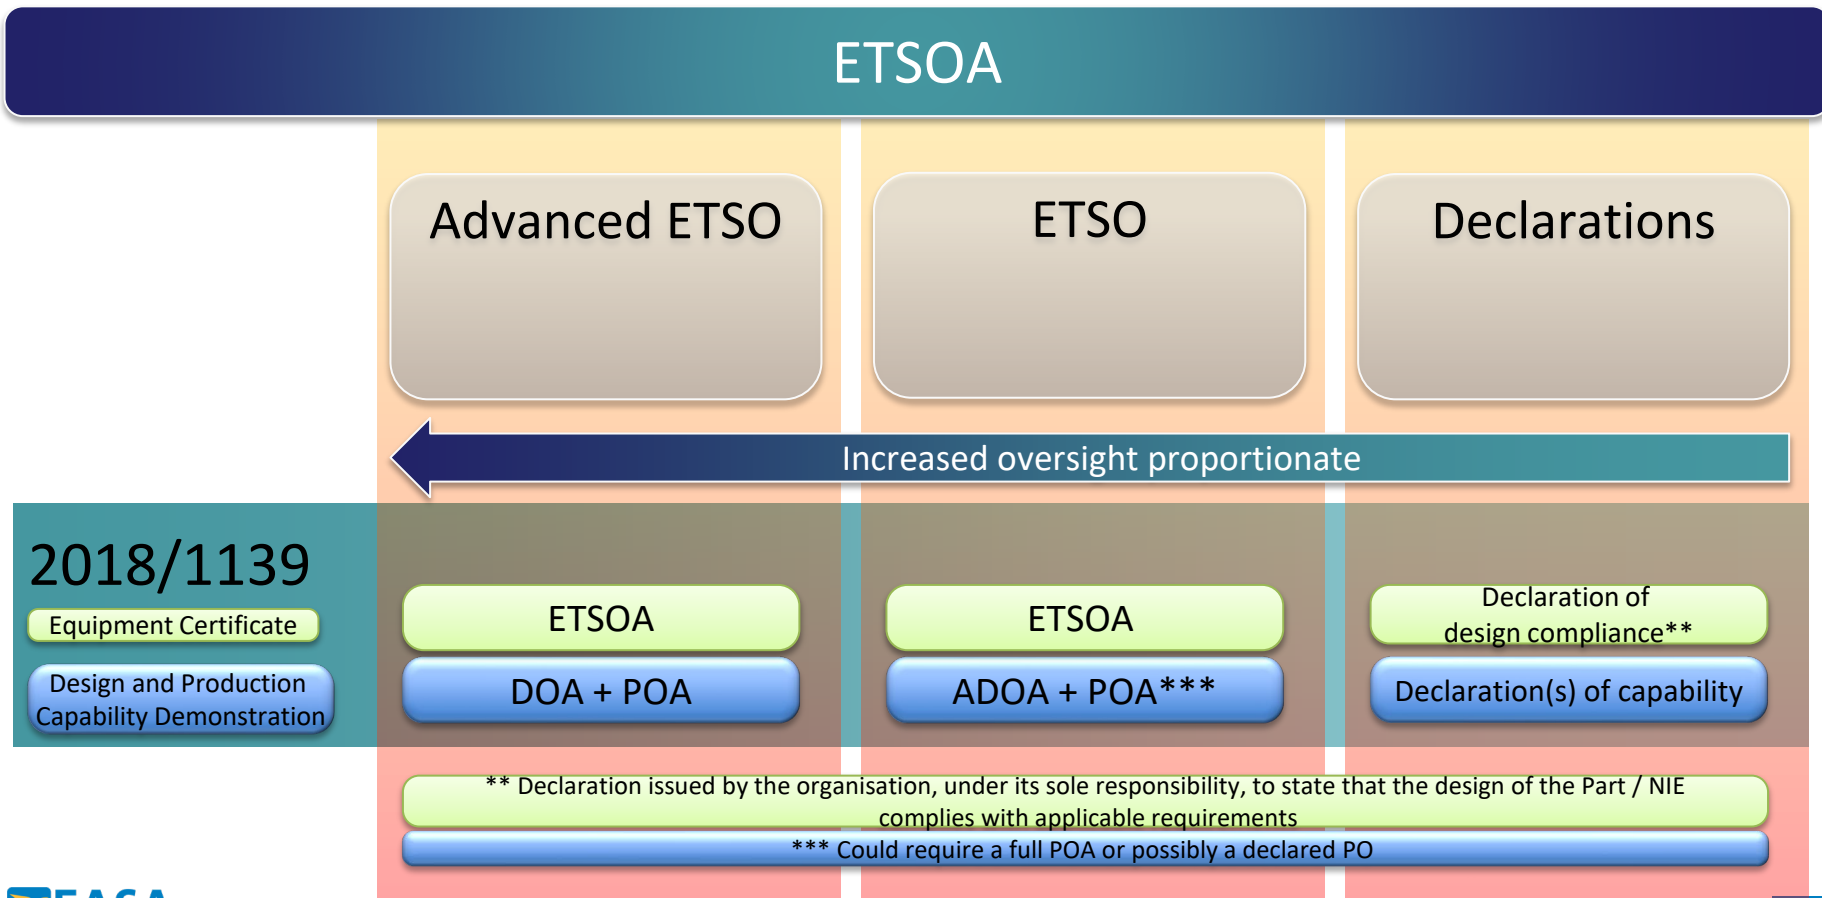 ETSOA
Advanced ETSO
ETSO
Declarations
Increased oversight proportionate
2018/1139
Equipment Certificate
ETSOA
ETSOA
Declaration of
design compliance**
Design and Production
Capability Demonstration
DOA + POA
ADOA + POA***
Declaration(s) of capability
** Declaration issued by the organisation, under its sole responsibility, to state that the design of the Part / NIE
complies with applicable requirements
*** Could require a full POA or possibly a declared PO
EASA